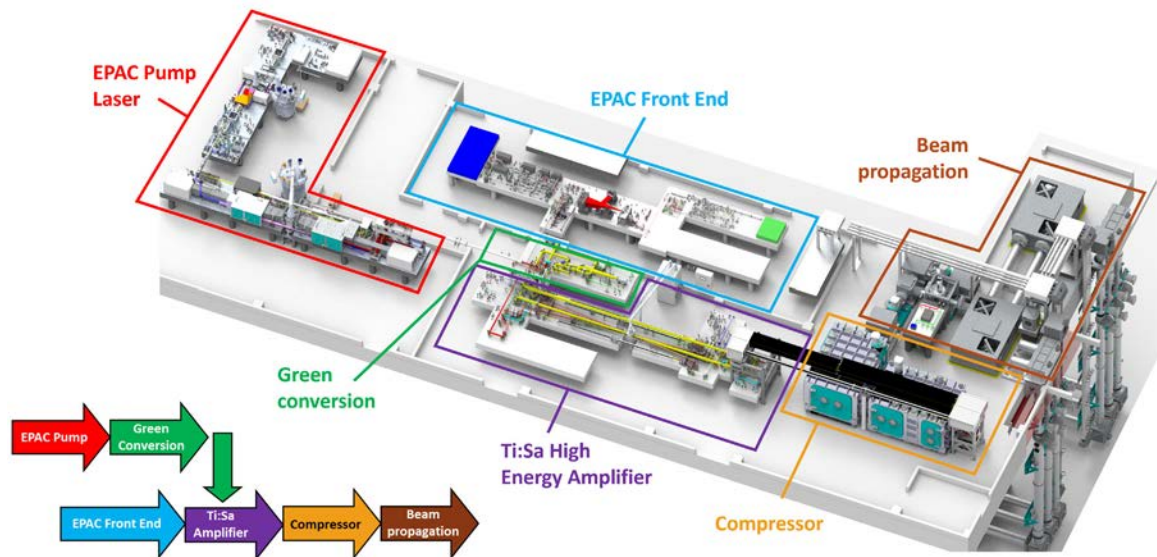 EPAC Pump
Laser
EPAC Front End
Beam
propagation
Green
conversion
Ti:Sa High
Energy Amplifier
Compressor
EPAC Pump
Green
Conversion
EPAC Front End
Ti:Sa
Amplifier
Compressor
Beam
propagation